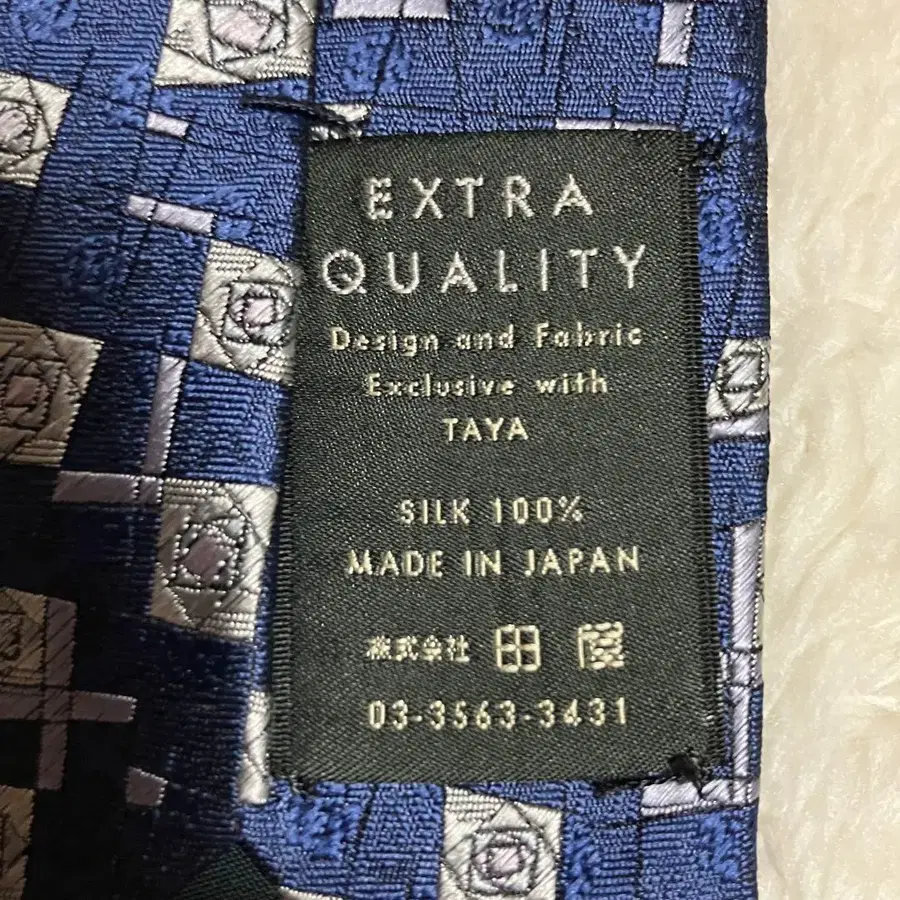 EXTRA
QUALITY
Design and Fabric
Exclusive with
TAYA
SILK 100%
MADE IN JAPAN
株式会社 田屋
03-3563-3431